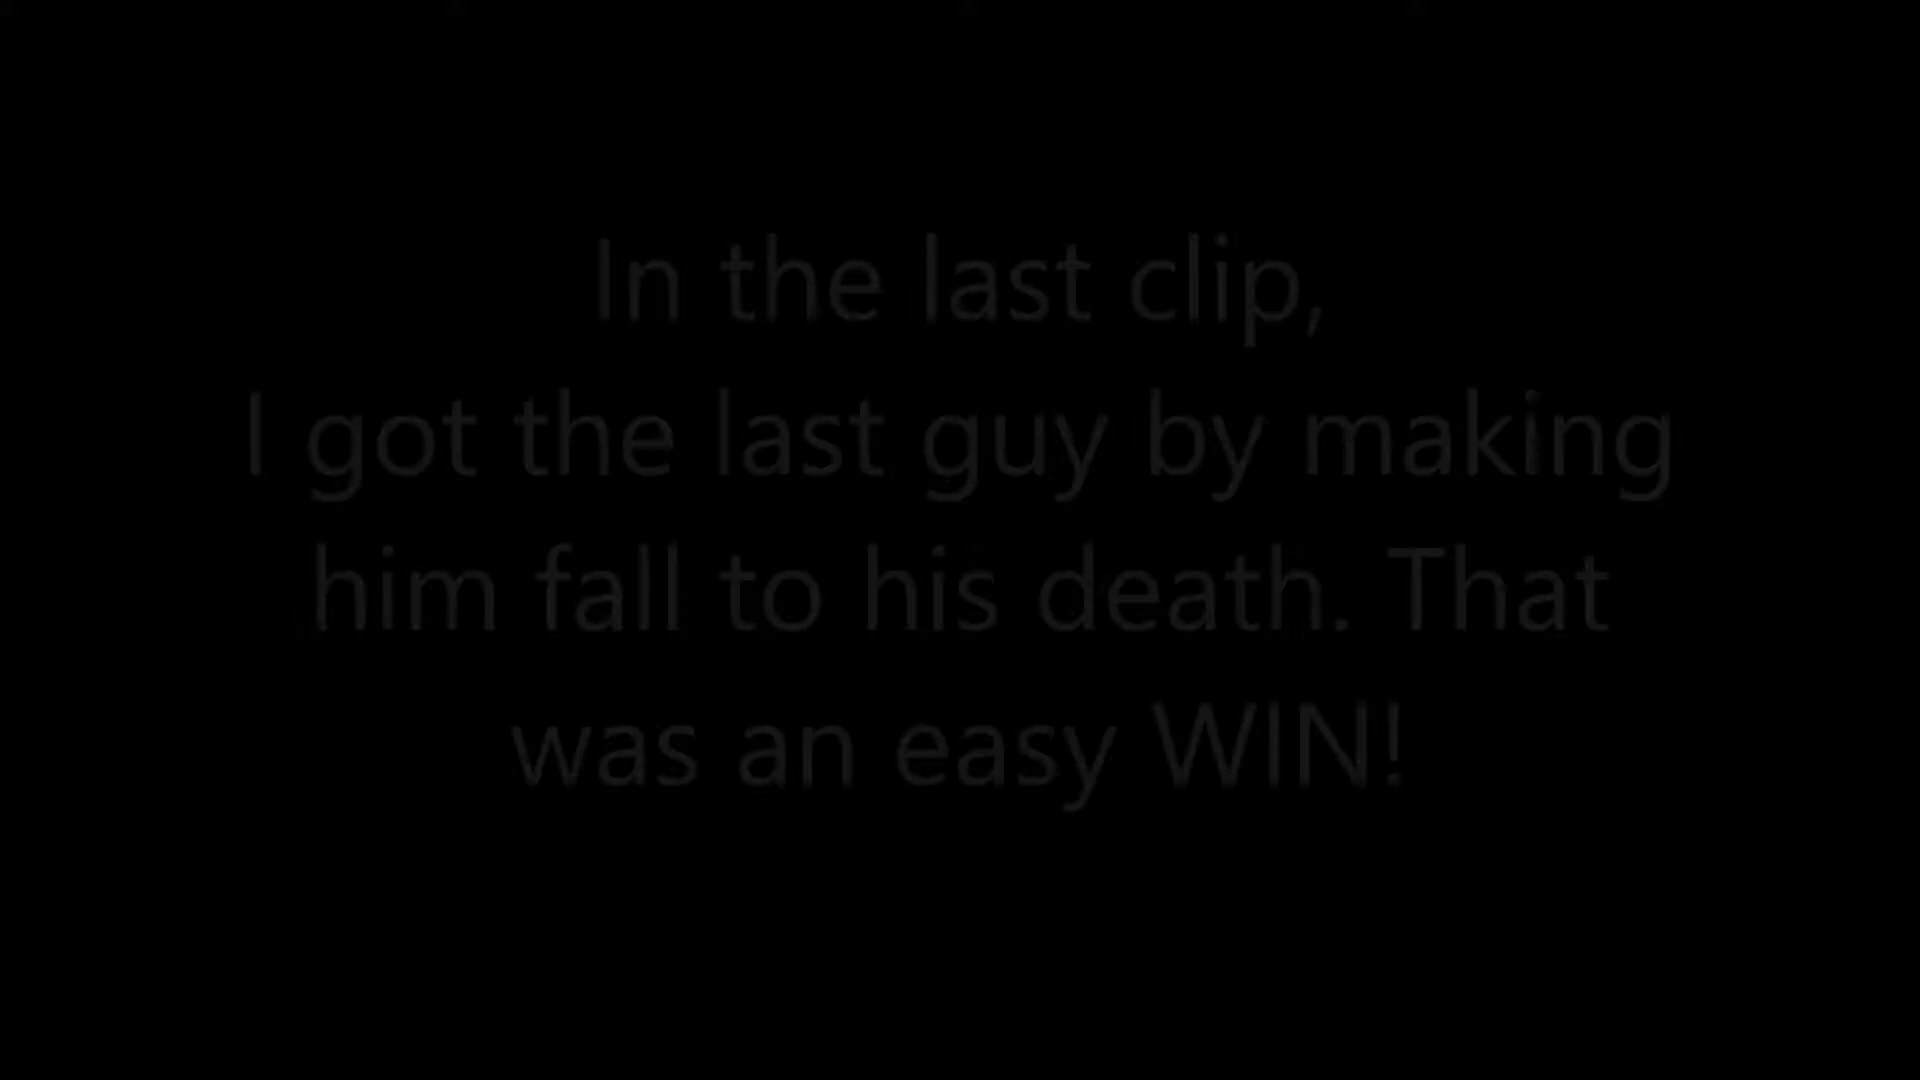 In the last clip,
I got the last guy by making
him fall to his death. That
was an easy WIN!